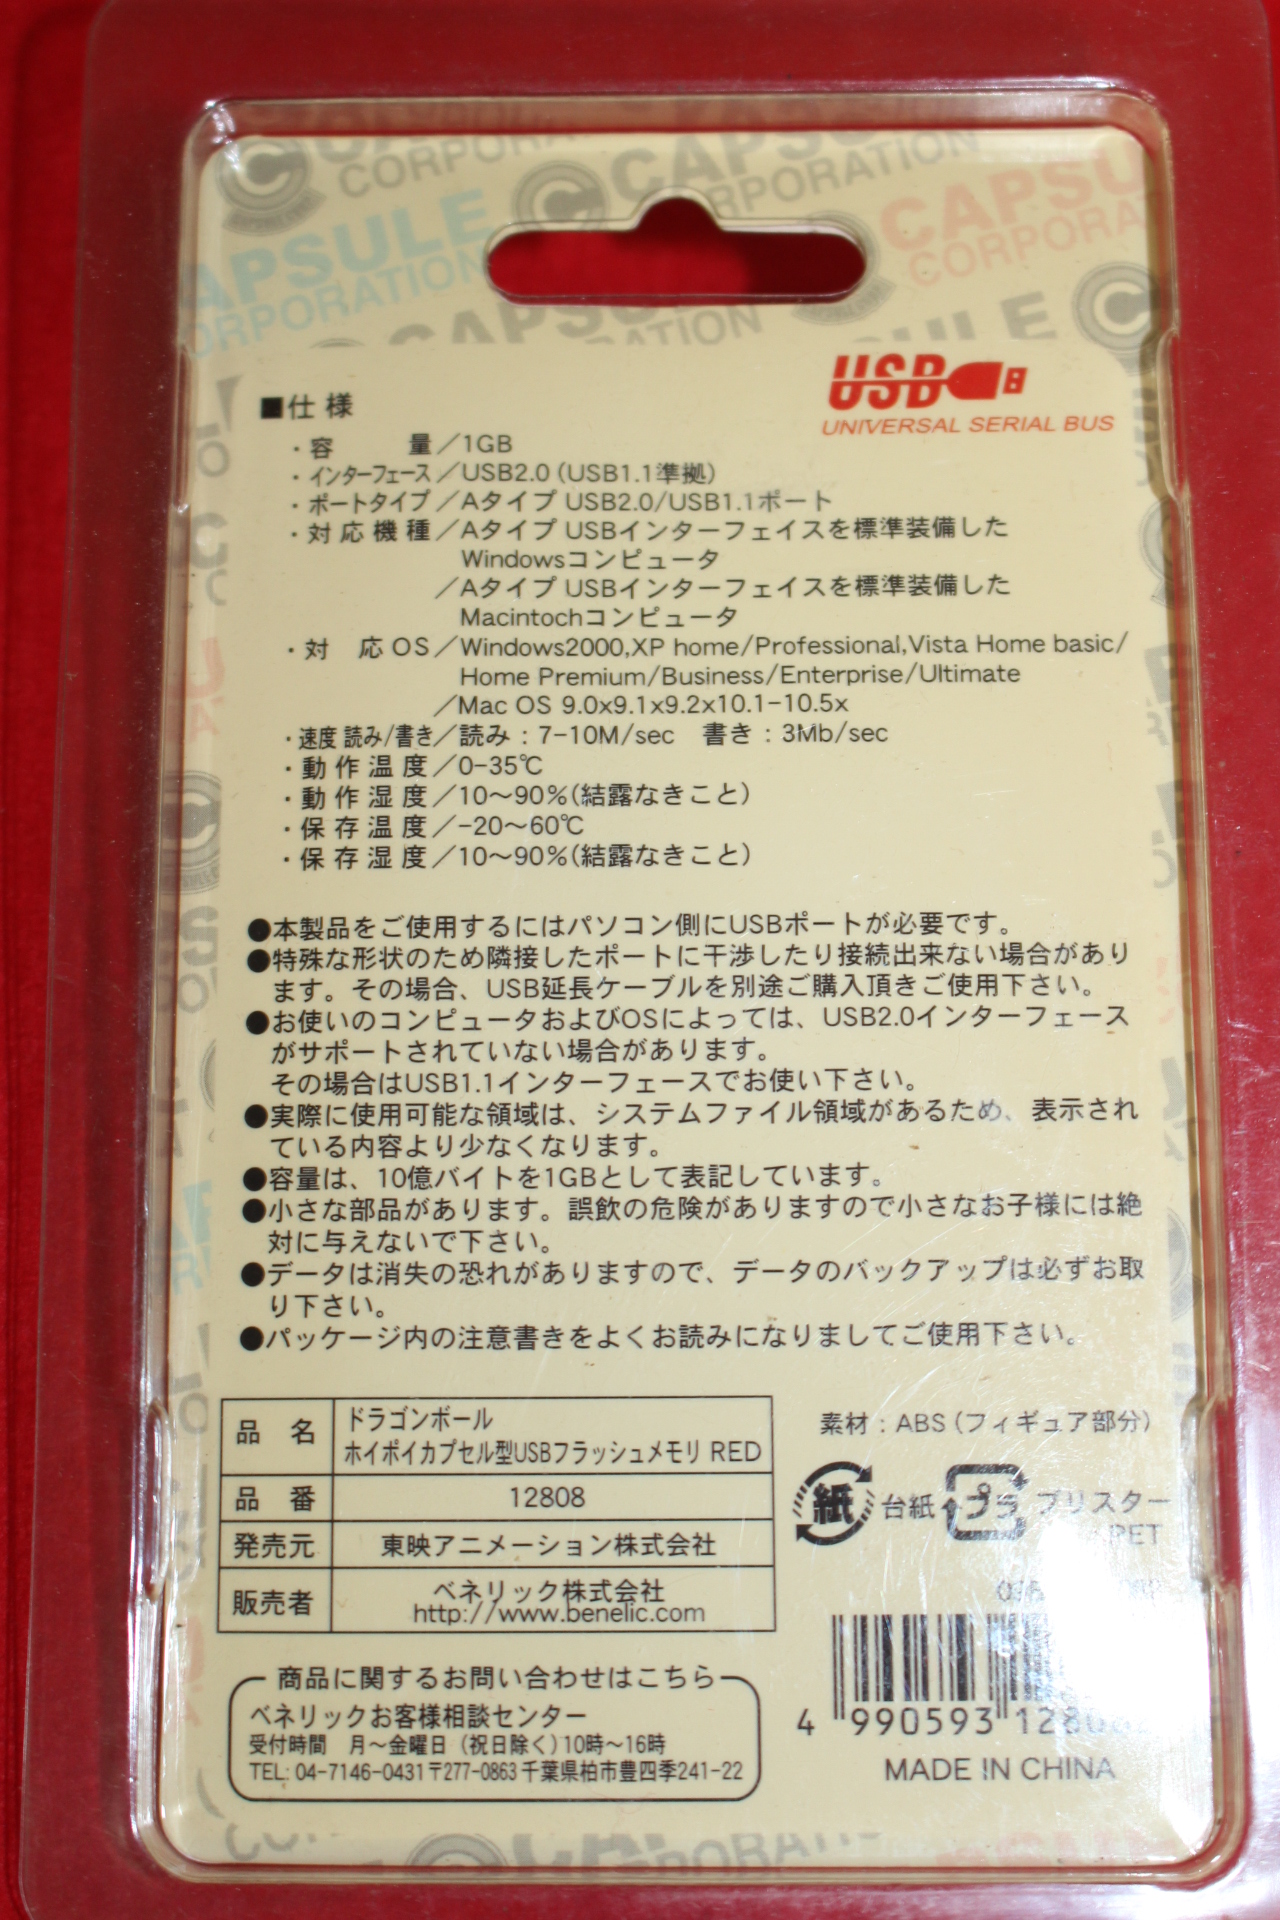 CAPSULE
CORPORATION
CAPSULE
CORPORATION
CAPSULE
CORPORATION
USB
UNIVERSAL SERIAL BUS
■仕様
・容量／1GB
・インターフェース／USB2.0（USB1.1準拠）
・ポートタイプ／Aタイプ USB2.0/USB1.1ポート
・対応機種／Aタイプ USBインターフェイスを標準装備した
Windowsコンピュータ
／Aタイプ USBインターフェイスを標準装備した
Macintochコンピュータ
・対応OS／Windows2000,XP home/Professional,Vista Home basic/
Home Premium/Business/Enterprise/Ultimate
／Mac OS 9.0x9.1x9.2x10.1-10.5x
・速度 読み/書き／読み：7-10M/sec　書き：3Mb/sec
・動作温度／0-35℃
・動作湿度／10〜90%(結露なきこと)
・保存温度／-20〜60℃
・保存湿度／10〜90%(結露なきこと)
●本製品をご使用するにはパソコン側にUSBポートが必要です。
●特殊な形状のため隣接したポートに干渉したり接続出来ない場合があり
ます。その場合、USB延長ケーブルを別途ご購入頂きご使用下さい。
●お使いのコンピュータおよびOSによっては、USB2.0インターフェース
がサポートされていない場合があります。
その場合はUSB1.1インターフェースでお使い下さい。
●実際に使用可能な領域は、システムファイル領域があるため、表示され
ている内容より少なくなります。
●容量は、10億バイトを1GBとして表記しています。
●小さな部品があります。誤飲の危険がありますので小さなお子様には絶
対に与えないで下さい。
●データは消失の恐れがありますので、データのバックアップは必ずお取
り下さい。
●パッケージ内の注意書きをよくお読みになりましてご使用下さい。
品名　ドラゴンボール
ホイポイカプセル型USBフラッシュメモリ RED
品番　12808
発売元　東映アニメーション株式会社
販売者　ベネリック株式会社
http://www.benelic.com
素材：ABS（フィギュア部分）
紙 台紙 プラ ブリスター
PET
4 990593
MADE IN CHINA
商品に関するお問い合わせはこちら
ベネリックお客様相談センター
受付時間　月〜金曜日（祝日除く）10時〜16時
TEL: 04-7146-0431 〒277-0863 千葉県柏市豊四季241-22